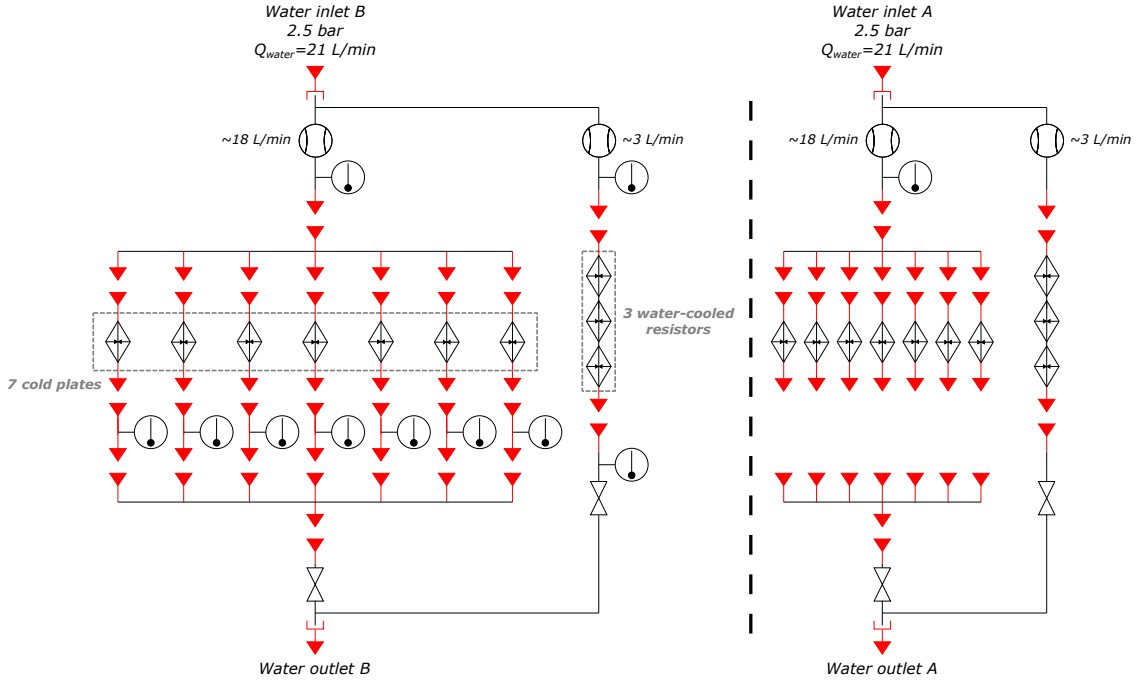 Water inlet B
2.5 bar
Qwater=21 L/min
Water inlet A
2.5 bar
Qwater=21 L/min
~18 L/min
~3 L/min
~18 L/min
~3 L/min
3 water-cooled
resistors
7 cold plates
Water outlet B
Water outlet A